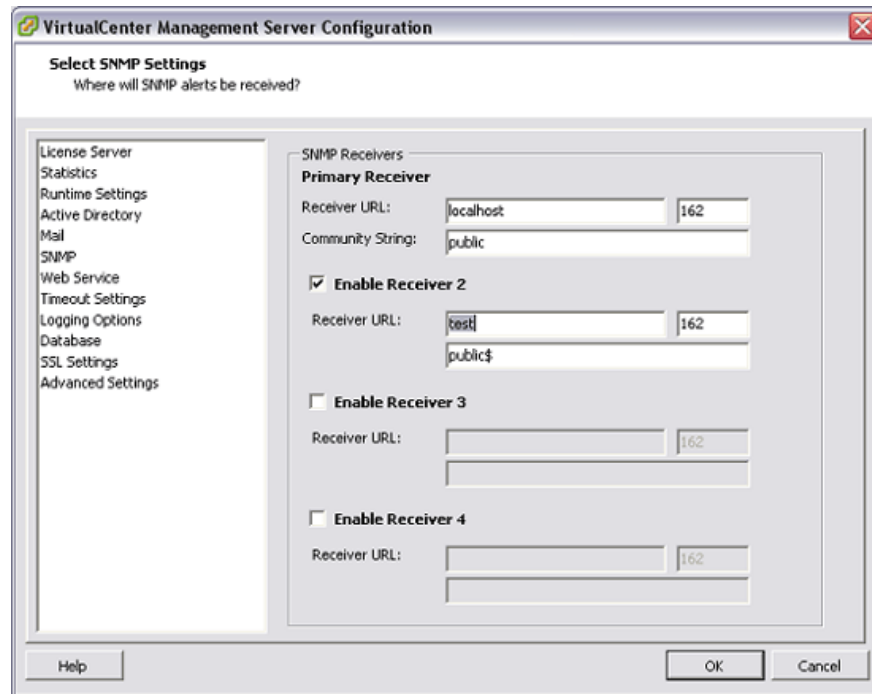 VirtualCenter Management Server Configuration
Select SNMP Settings
Where will SNMP alerts be received?
License Server
Statistics
Runtime Settings
Active Directory
Mail
SNMP
Web Service
Timeout Settings
Logging Options
Database
SSL Settings
Advanced Settings
SNMP Receivers
Primary Receiver
Receiver URL: localhost 162
Community String: public
Enable Receiver 2
Receiver URL: test 162
public$
Enable Receiver 3
Receiver URL: 162
Enable Receiver 4
Receiver URL: 162
Help OK Cancel